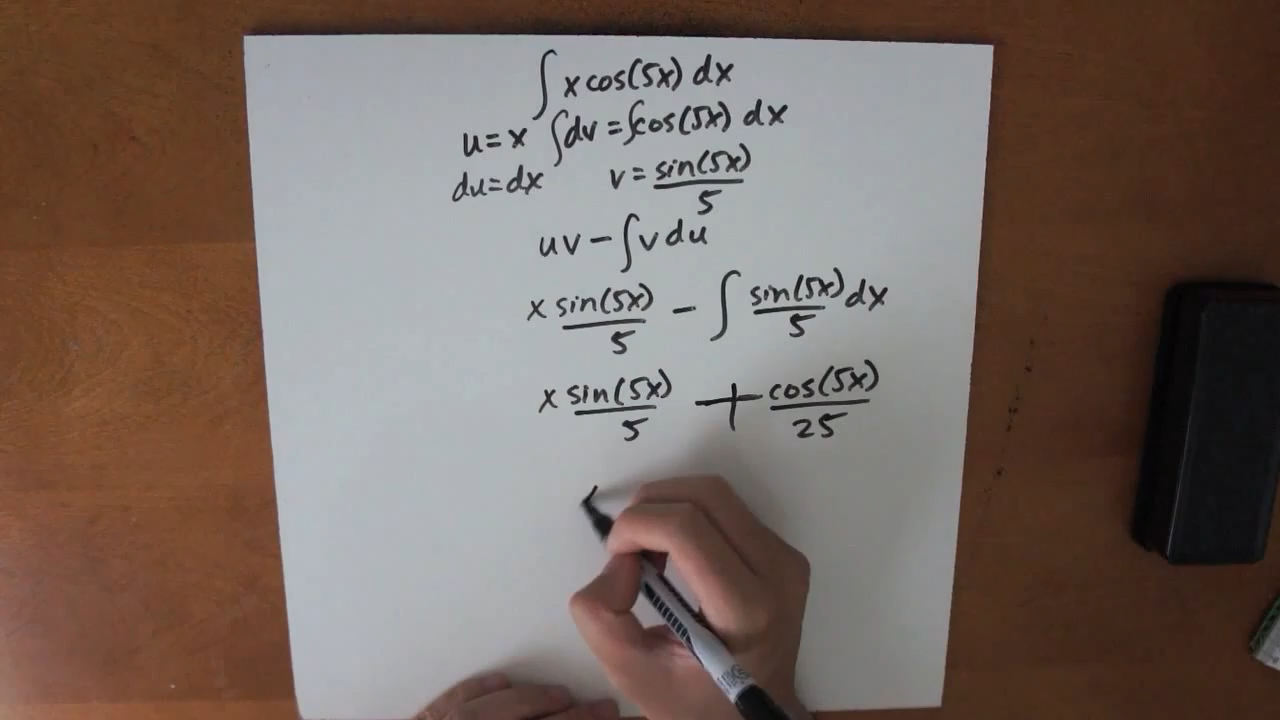 ∫ x cos(5x) dx
u = x ∫dv = ∫cos(5x) dx
du = dx v = sin(5x)/5
uv - ∫v du
x sin(5x)/5 - ∫ sin(5x)/5 dx
x sin(5x)/5 + cos(5x)/25